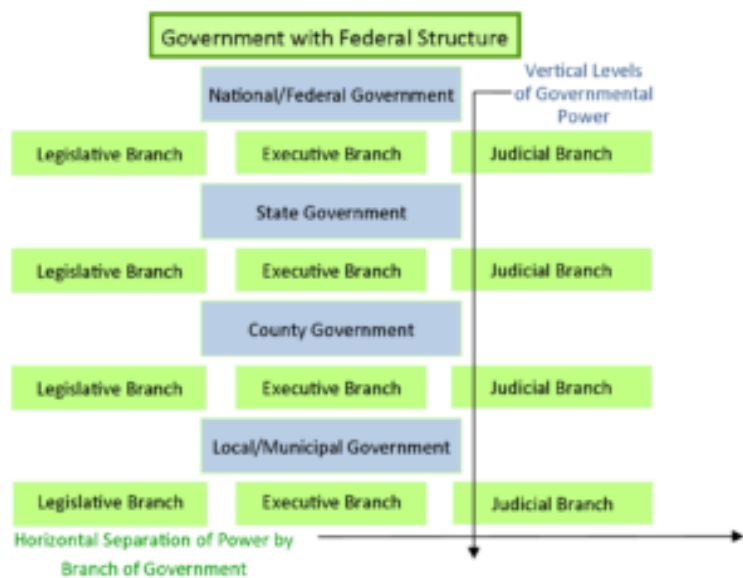 Government with Federal Structure
National/Federal Government
Vertical Levels
of Governmental
Power
Legislative Branch
Executive Branch
Judicial Branch
State Government
Legislative Branch
Executive Branch
Judicial Branch
County Government
Legislative Branch
Executive Branch
Judicial Branch
Local/Municipal Government
Legislative Branch
Executive Branch
Judicial Branch
Horizontal Separation of Power by
Branch of Government